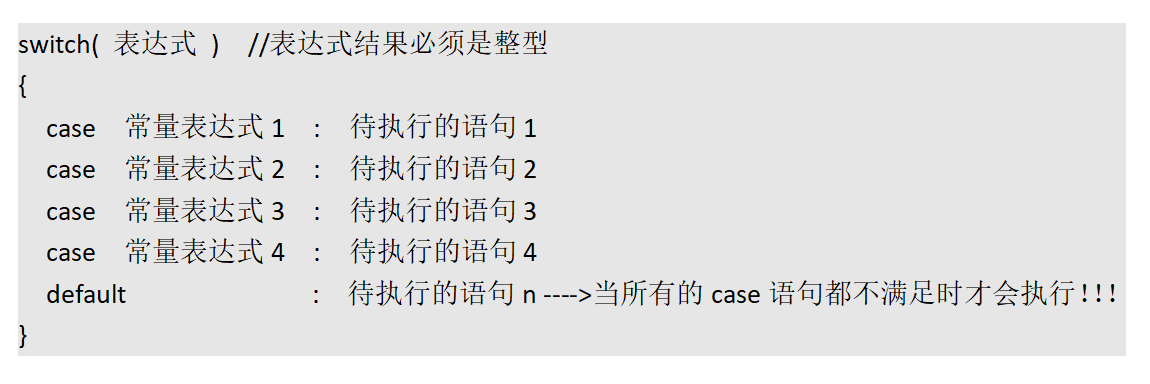 switch( 表达式 ) //表达式结果必须是整型
{
case 常量表达式 1 : 待执行的语句 1
case 常量表达式 2 : 待执行的语句 2
case 常量表达式 3 : 待执行的语句 3
case 常量表达式 4 : 待执行的语句 4
default : 待执行的语句 n ---->当所有的 case 语句都不满足时才会执行!!!
}